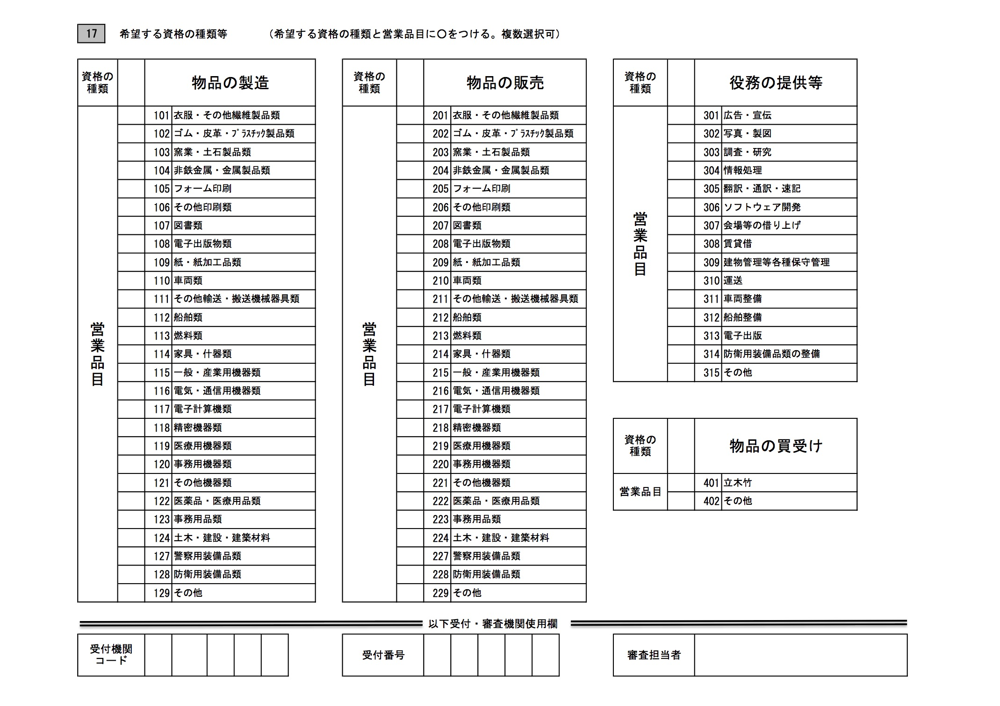 17 希望する資格の種類等 （希望する資格の種類と営業品目に〇をつける。複数選択可）
資格の
種類
物品の製造
営業品目
101 衣服・その他繊維製品類
102 ゴム・皮革・ﾌﾟﾗｽﾁｯｸ製品類
103 窯業・土石製品類
104 非鉄金属・金属製品類
105 フォーム印刷
106 その他印刷類
107 図書類
108 電子出版物類
109 紙・紙加工品類
110 車両類
111 その他輸送・搬送機械器具類
112 船舶類
113 燃料類
114 家具・什器類
115 一般・産業用機器類
116 電気・通信用機器類
117 電子計算機類
118 精密機器類
119 医療用機器類
120 事務用機器類
121 その他機器類
122 医薬品・医療用品類
123 事務用品類
124 土木・建設・建築材料
127 警察用装備品類
128 防衛用装備品類
129 その他
資格の
種類
物品の販売
営業品目
201 衣服・その他繊維製品類
202 ゴム・皮革・ﾌﾟﾗｽﾁｯｸ製品類
203 窯業・土石製品類
204 非鉄金属・金属製品類
205 フォーム印刷
206 その他印刷類
207 図書類
208 電子出版物類
209 紙・紙加工品類
210 車両類
211 その他輸送・搬送機械器具類
212 船舶類
213 燃料類
214 家具・什器類
215 一般・産業用機器類
216 電気・通信用機器類
217 電子計算機類
218 精密機器類
219 医療用機器類
220 事務用機器類
221 その他機器類
222 医薬品・医療用品類
223 事務用品類
224 土木・建設・建築材料
227 警察用装備品類
228 防衛用装備品類
229 その他
資格の
種類
役務の提供等
営業品目
301 広告・宣伝
302 写真・製図
303 調査・研究
304 情報処理
305 翻訳・通訳・速記
306 ソフトウェア開発
307 会場等の借り上げ
308 賃貸借
309 建物管理等各種保守管理
310 運送
311 車両整備
312 船舶整備
313 電子出版
314 防衛用装備品類の整備
315 その他
資格の
種類
物品の買受け
営業品目
401 立木竹
402 その他
以下受付・審査機関使用欄
受付機関
コード
受付番号
審査担当者